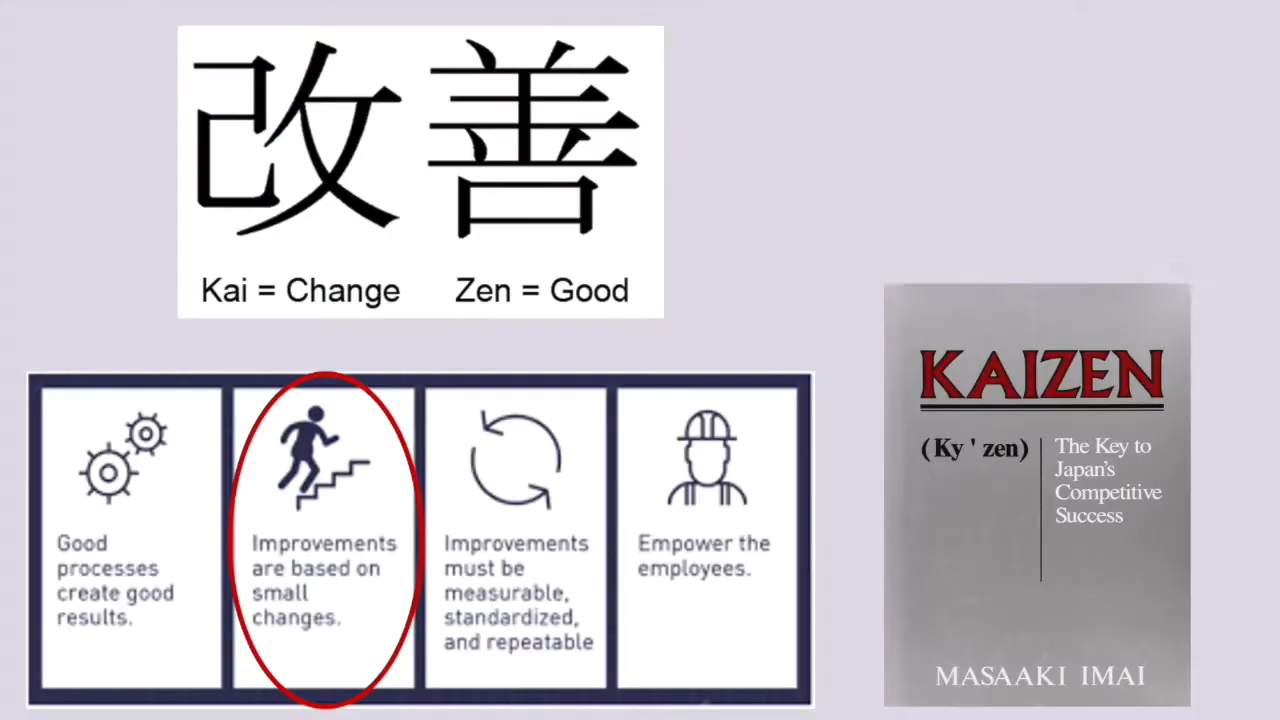 改善
Kai = Change Zen = Good
Good
processes
create good
results.
Improvements
are based on
small
changes.
Improvements
must be
measurable,
standardized,
and repeatable
Empower the
employees.
KAIZEN
(Ky ' zen)
The Key to
Japan's
Competitive
Success
MASAAKI IMAI